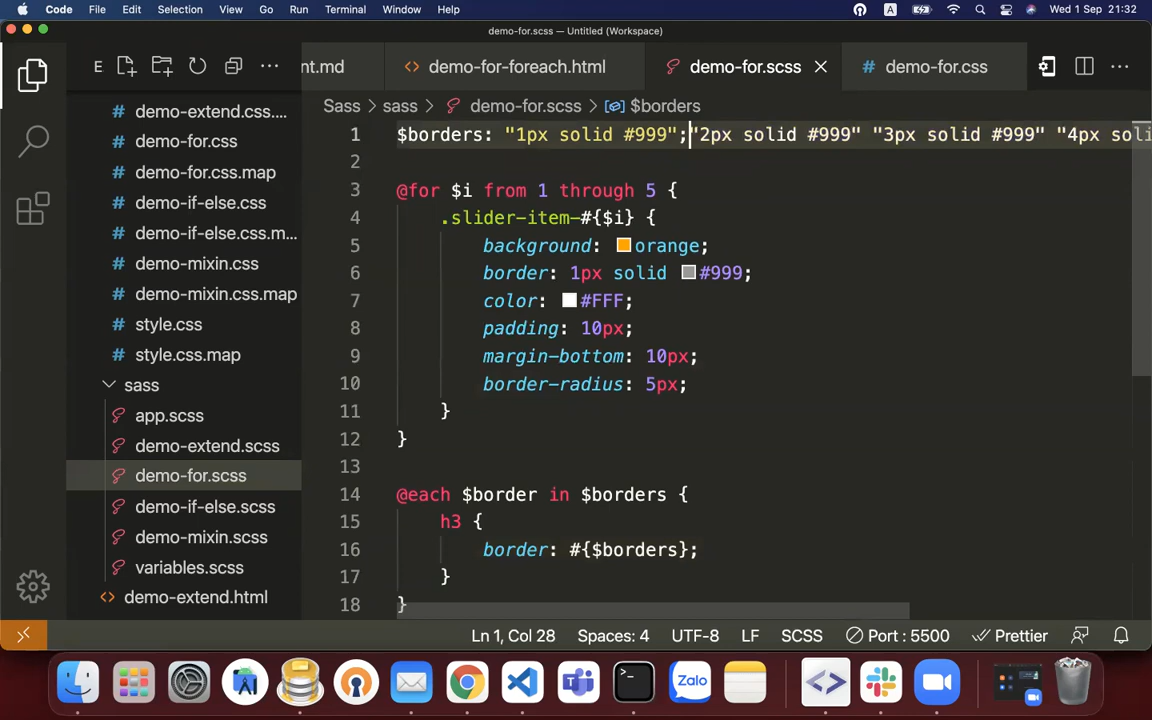 Code File Edit Selection View Go Run Terminal Window Help A Wed 1 Sep 21:32
demo-for.scss — Untitled (Workspace)
E ... nt.md <> demo-for-foreach.html demo-for.scss × # demo-for.css ...
Sass > sass > demo-for.scss > $borders
# demo-extend.css....
# demo-for.css
# demo-for.css.map
# demo-if-else.css
# demo-if-else.css.m...
# demo-mixin.css
# demo-mixin.css.map
# style.css
# style.css.map
sass
app.scss
demo-extend.scss
demo-for.scss
demo-if-else.scss
demo-mixin.scss
variables.scss
<> demo-extend.html
1 $borders: "1px solid #999";"2px solid #999" "3px solid #999" "4px soli
2
3 @for $i from 1 through 5 {
4 .slider-item-#{$i} {
5 background: orange;
6 border: 1px solid #999;
7 color: #FFF;
8 padding: 10px;
9 margin-bottom: 10px;
10 border-radius: 5px;
11 }
12 }
13
14 @each $border in $borders {
15 h3 {
16 border: #{$borders};
17 }
18 }
Ln 1, Col 28 Spaces: 4 UTF-8 LF SCSS Port : 5500 Prettier
Zalo